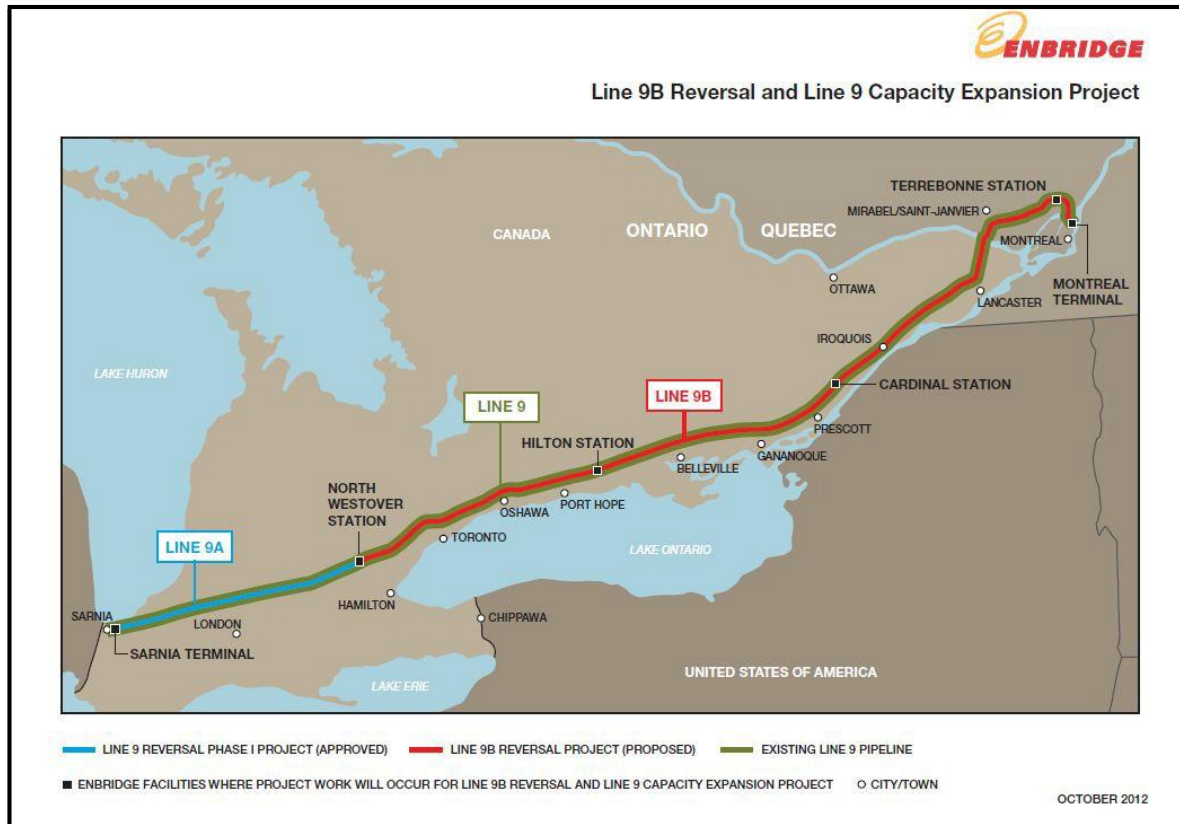 ENBRIDGE
Line 9B Reversal and Line 9 Capacity Expansion Project
TERREBONNE STATION
MIRABEL/SAINT-JANVIER
CANADA
ONTARIO
QUEBEC
MONTREAL
OTTAWA
MONTREAL
TERMINAL
LANCASTER
IROQUOIS
LAKE HURON
CARDINAL STATION
LINE 9B
LINE 9
PRESCOTT
HILTON STATION
GANANOQUE
BELLEVILLE
NORTH
WESTOVER
STATION
OSHAWA
PORT HOPE
TORONTO
LAKE ONTARIO
LINE 9A
HAMILTON
SARNIA
LONDON
CHIPPAWA
SARNIA TERMINAL
UNITED STATES OF AMERICA
LAKE ERIE
LINE 9 REVERSAL PHASE I PROJECT (APPROVED)
LINE 9B REVERSAL PROJECT (PROPOSED)
EXISTING LINE 9 PIPELINE
ENBRIDGE FACILITIES WHERE PROJECT WORK WILL OCCUR FOR LINE 9B REVERSAL AND LINE 9 CAPACITY EXPANSION PROJECT
CITY/TOWN
OCTOBER 2012